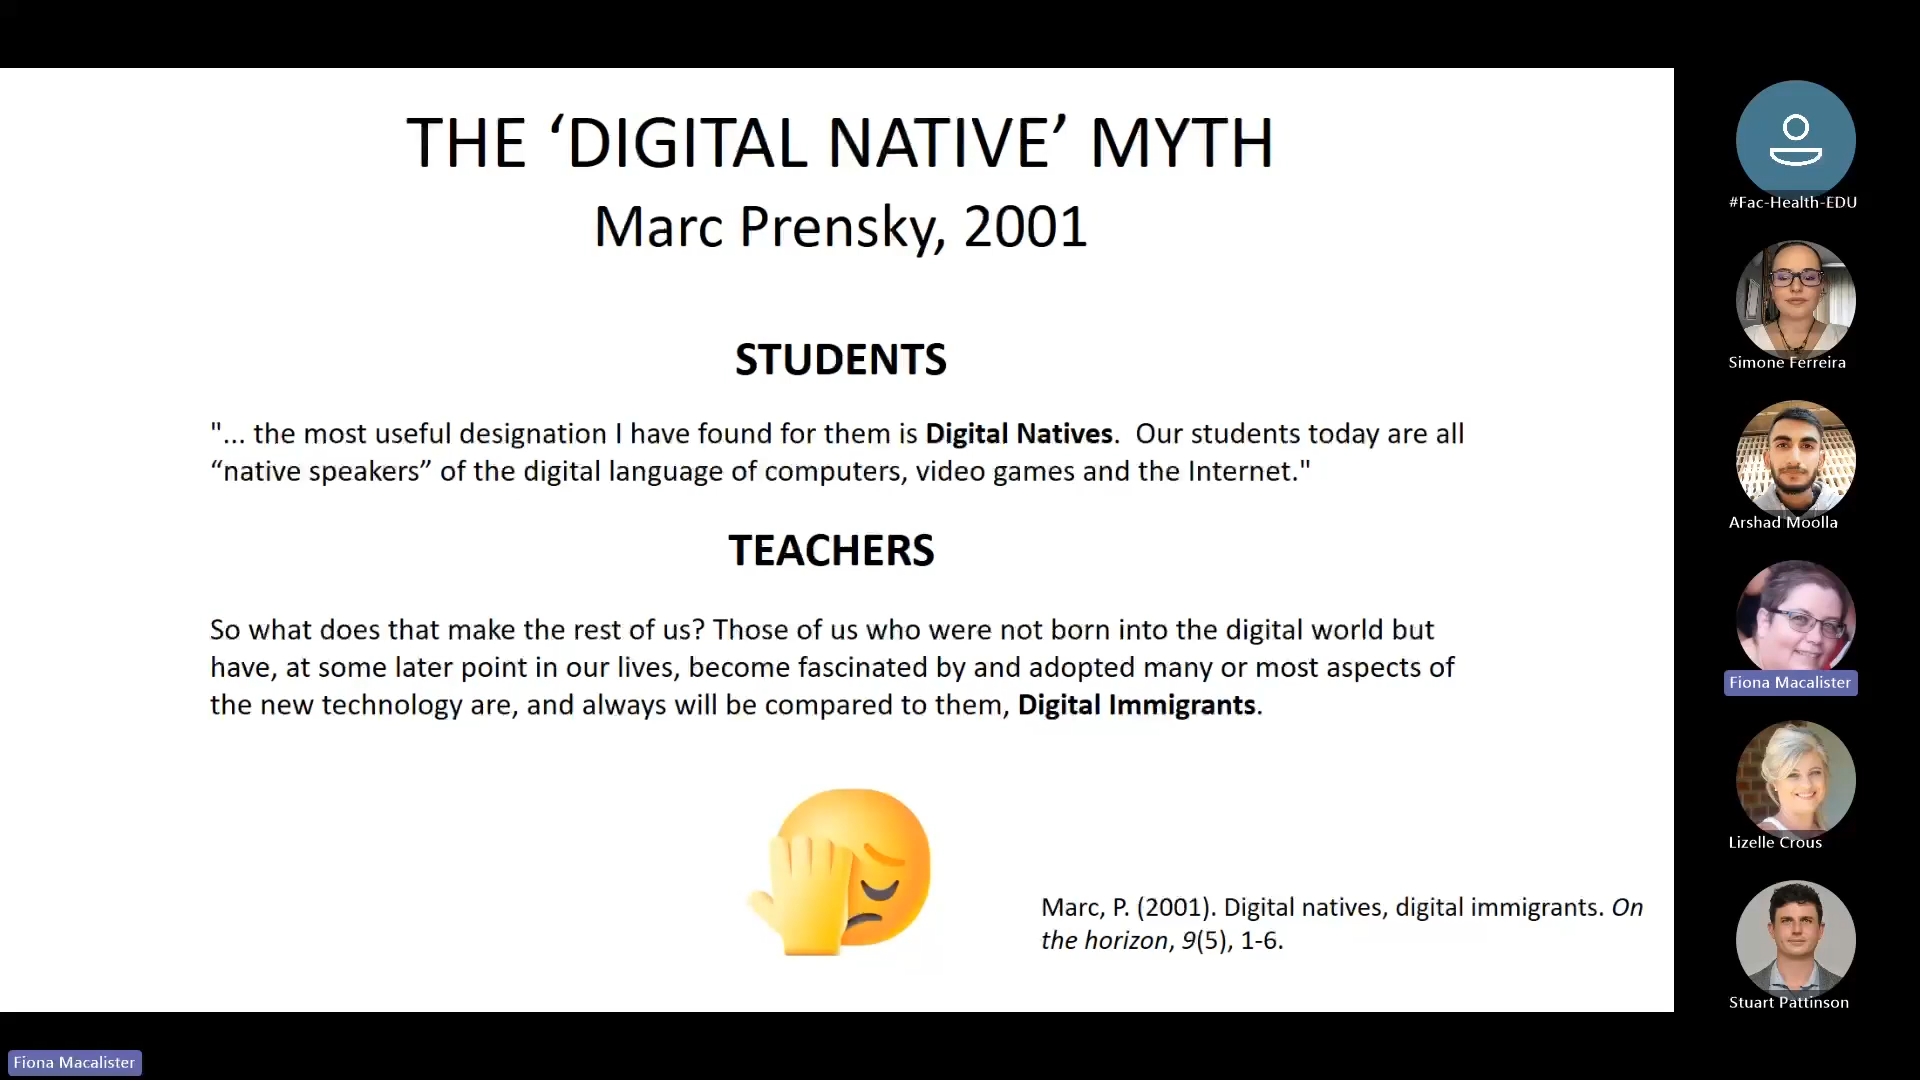 THE ‘DIGITAL NATIVE’ MYTH
Marc Prensky, 2001
STUDENTS
"... the most useful designation I have found for them is Digital Natives.  Our students today are all
“native speakers” of the digital language of computers, video games and the Internet."
TEACHERS
So what does that make the rest of us? Those of us who were not born into the digital world but
have, at some later point in our lives, become fascinated by and adopted many or most aspects of
the new technology are, and always will be compared to them, Digital Immigrants.
Marc, P. (2001). Digital natives, digital immigrants. On
the horizon, 9(5), 1-6.
#Fac-Health-EDU
Simone Ferreira
Arshad Moolla
Fiona Macalister
Lizelle Crous
Stuart Pattinson
Fiona Macalister